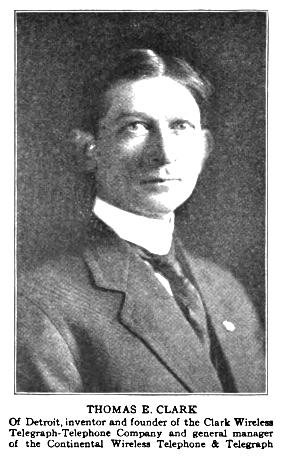 THOMAS E. CLARK
Of Detroit, inventor and founder of the Clark Wireless
Telegraph-Telephone Company and general manager
of the Continental Wireless Telephone & Telegraph